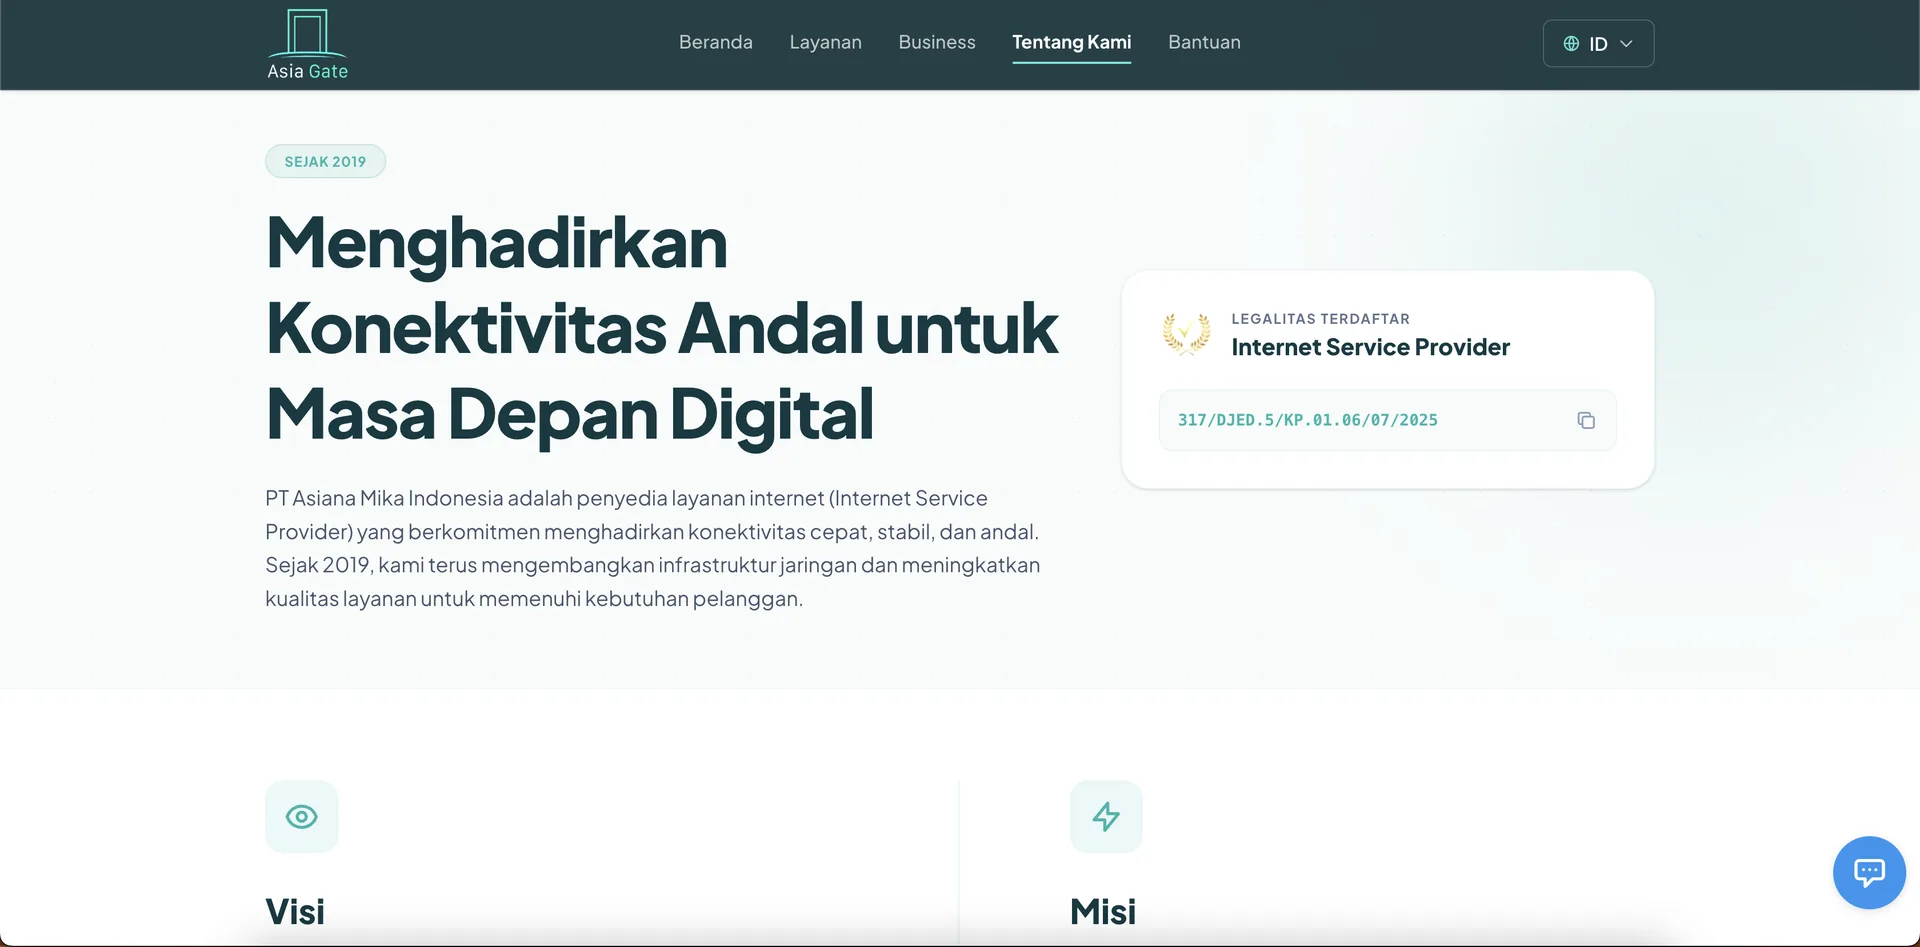 Asia Gate
Beranda
Layanan
Business
Tentang Kami
Bantuan
ID
SEJAK 2019
Menghadirkan
Konektivitas Andal untuk
Masa Depan Digital
PT Asiana Mika Indonesia adalah penyedia layanan internet (Internet Service
Provider) yang berkomitmen menghadirkan konektivitas cepat, stabil, dan andal.
Sejak 2019, kami terus mengembangkan infrastruktur jaringan dan meningkatkan
kualitas layanan untuk memenuhi kebutuhan pelanggan.
LEGALITAS TERDAFTAR
Internet Service Provider
317/DJED.5/KP.01.06/07/2025
Visi
Misi